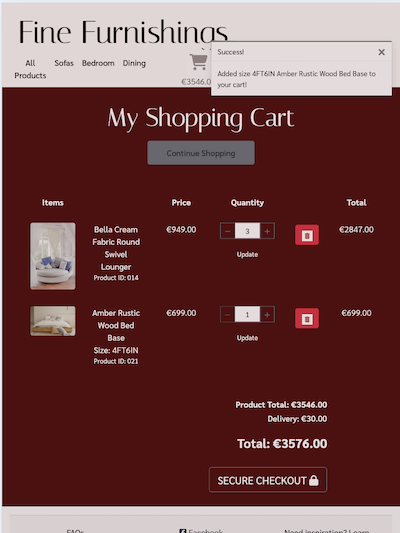 Fine Furnishings
All Products
Sofas
Bedroom
Dining
€3546.0
Success!
Added size 4FT6IN Amber Rustic Wood Bed Base to
your cart!
My Shopping Cart
Continue Shopping
Items Price Quantity Total
Bella Cream
Fabric Round
Swivel
Lounger
Product ID: 014
€949.00
− 3 +
Update
€2847.00
Amber Rustic
Wood Bed
Base
Size: 4FT6IN
Product ID: 021
€699.00
− 1 +
Update
€699.00
Product Total: €3546.00
Delivery: €30.00
Total: €3576.00
SECURE CHECKOUT
FAQs Facebook Need inspiration? Learn